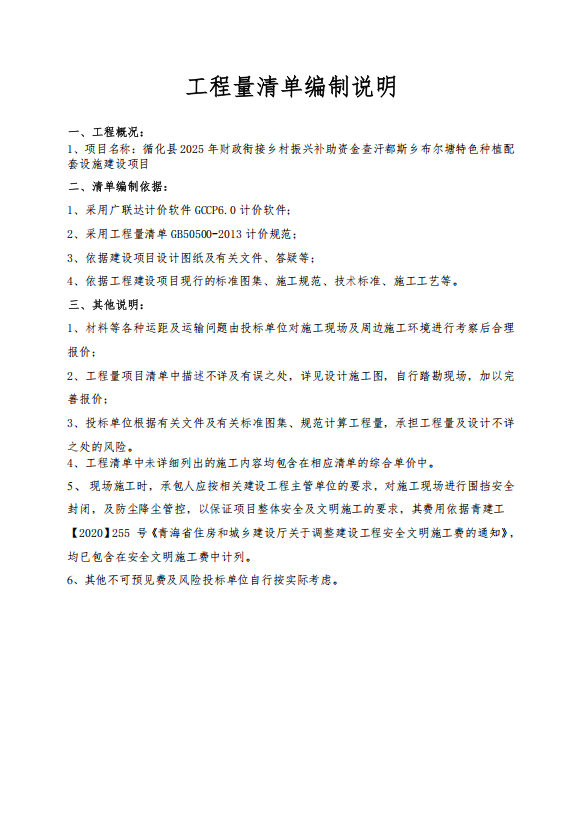 工程量清单编制说明
一、工程概况：
1、项目名称：循化县 2025 年财政衔接乡村振兴补助资金查汗都斯乡布尔塘特色种植配
套设施建设项目
二、清单编制依据：
1、采用广联达计价软件 GCCP6.0 计价软件；
2、采用工程量清单 GB50500-2013 计价规范；
3、依据建设项目设计图纸及有关文件、答疑等；
4、依据工程建设项目现行的标准图集、施工规范、技术标准、施工工艺等。
三、其他说明：
1、材料等各种运距及运输问题由投标单位对施工现场及周边施工环境进行考察后合理
报价；
2、工程量项目清单中描述不详及有误之处，详见设计施工图，自行踏勘现场，加以完
善报价；
3、投标单位根据有关文件及有关标准图集、规范计算工程量，承担工程量及设计不详
之处的风险。
4、工程清单中未详细列出的施工内容均包含在相应清单的综合单价中。
5、 现场施工时，承包人应按相关建设工程主管单位的要求，对施工现场进行围挡安全
封闭，及防尘降尘管控，以保证项目整体安全及文明施工的要求，其费用依据青建工
【2020】255 号《青海省住房和城乡建设厅关于调整建设工程安全文明施工费的通知》，
均已包含在安全文明施工费中计列。
6、其他不可预见费及风险投标单位自行按实际考虑。